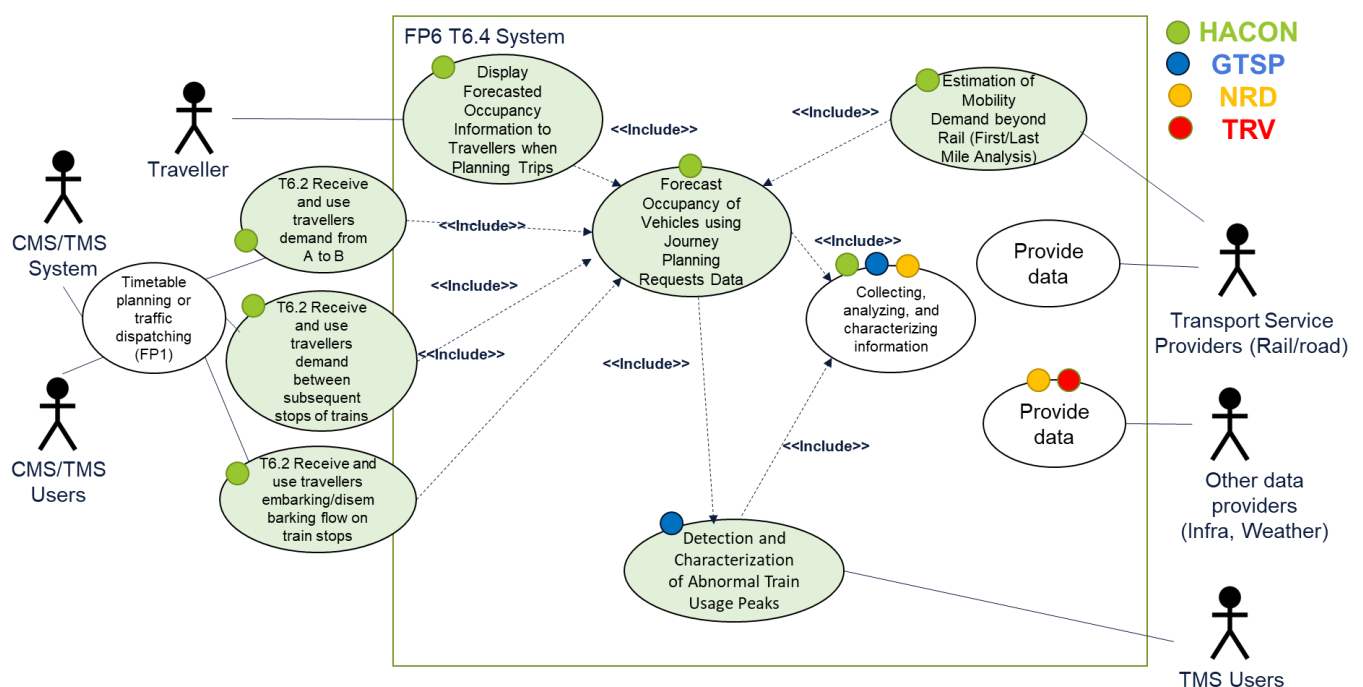 FP6 T6.4 System
HACON
GTSP
NRD
TRV
Display
Forecasted
Occupancy
Information to
Travellers when
Planning Trips
<<Include>>
<<Include>>
Estimation of
Mobility
Demand beyond
Rail (First/Last
Mile Analysis)
Traveller
T6.2 Receive
and use
travellers
demand from
A to B
<<Include>>
Forecast
Occupancy of
Vehicles using
Journey
Planning
Requests Data
<<Include>>
Provide
data
CMS/TMS
System
Timetable
planning or
traffic
dispatching
(FP1)
T6.2 Receive
and use
travellers
demand
between
subsequent
stops of trains
<<Include>>
<<Include>>
<<Include>>
Collecting,
analyzing, and
characterizing
information
Transport Service
Providers (Rail/road)
Provide
data
CMS/TMS
Users
T6.2 Receive and
use travellers
embarking/disem
barking flow on
train stops
<<Include>>
Other data
providers
(Infra, Weather)
Detection and
Characterization
of Abnormal Train
Usage Peaks
TMS Users